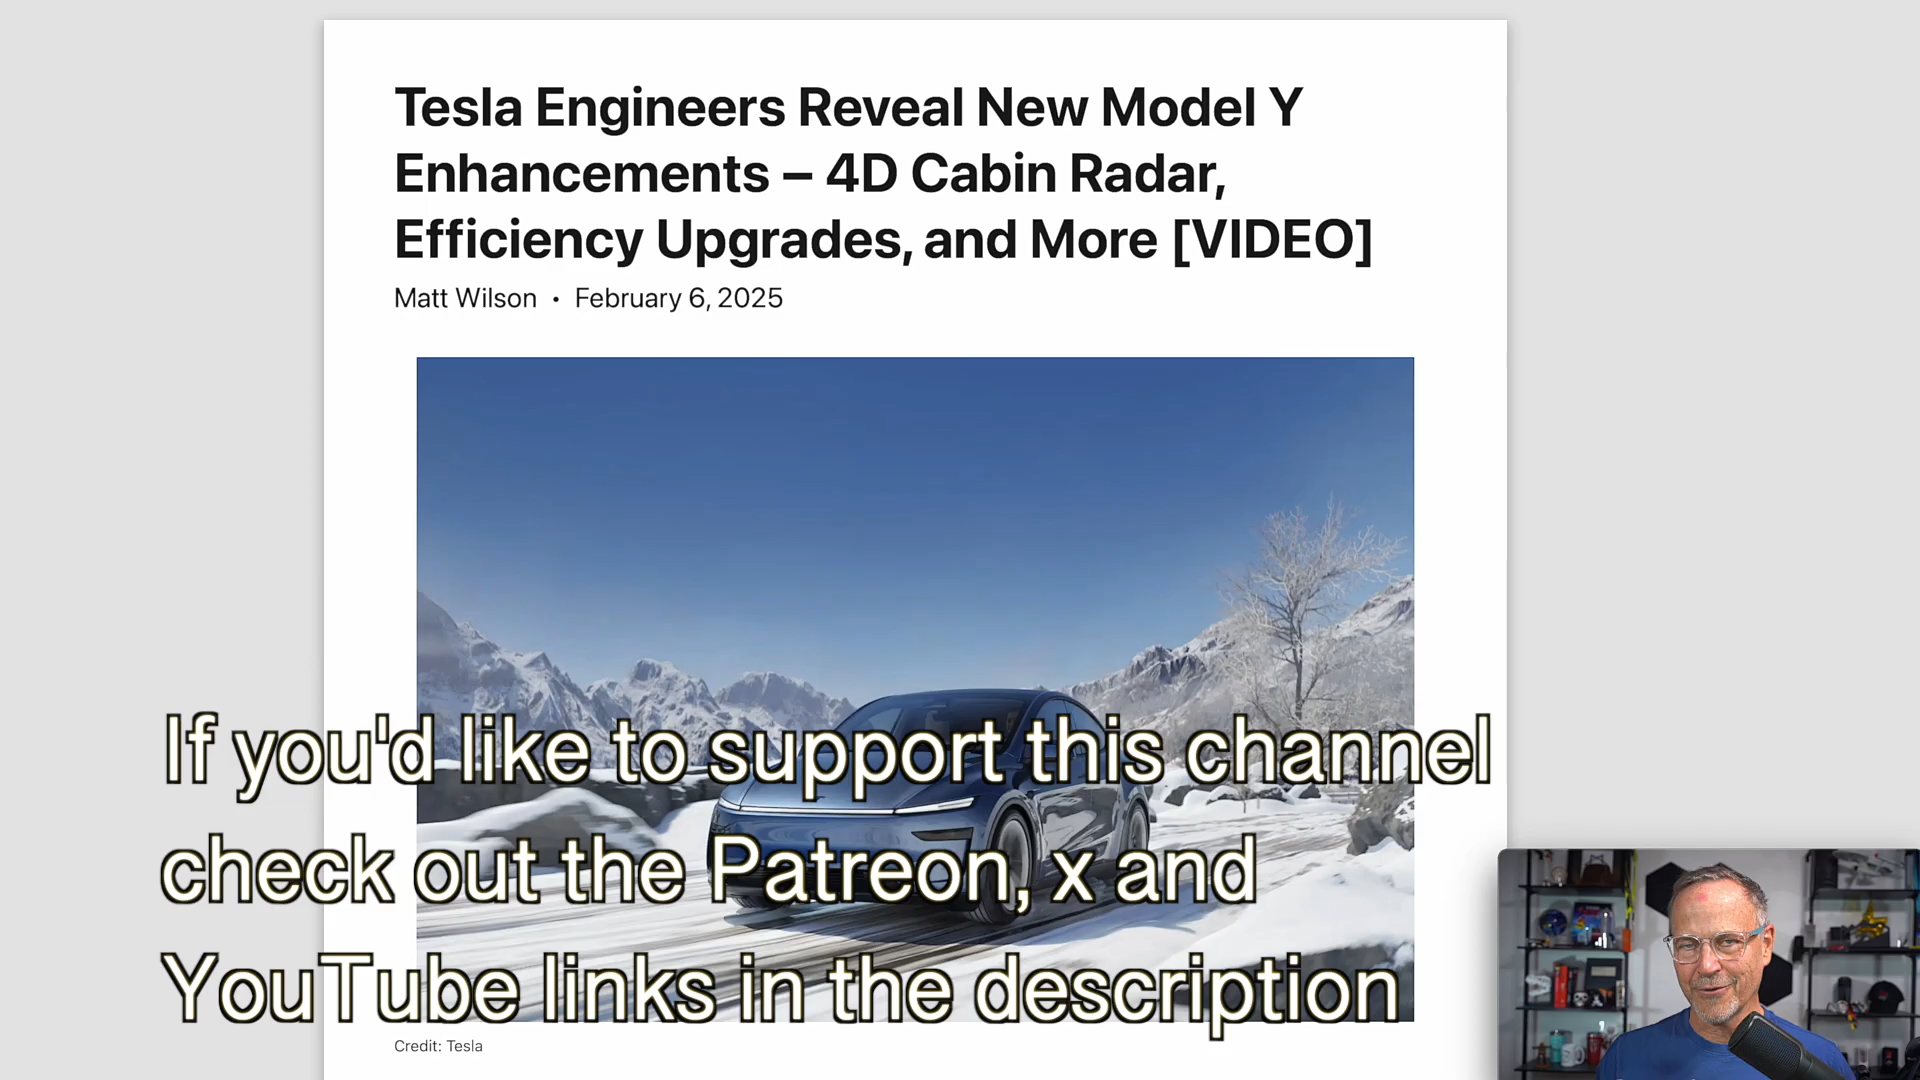 Tesla Engineers Reveal New Model Y
Enhancements – 4D Cabin Radar,
Efficiency Upgrades, and More [VIDEO]
Matt Wilson • February 6, 2025
If you'd like to support this channel
check out the Patreon, x and
YouTube links in the description
Credit: Tesla